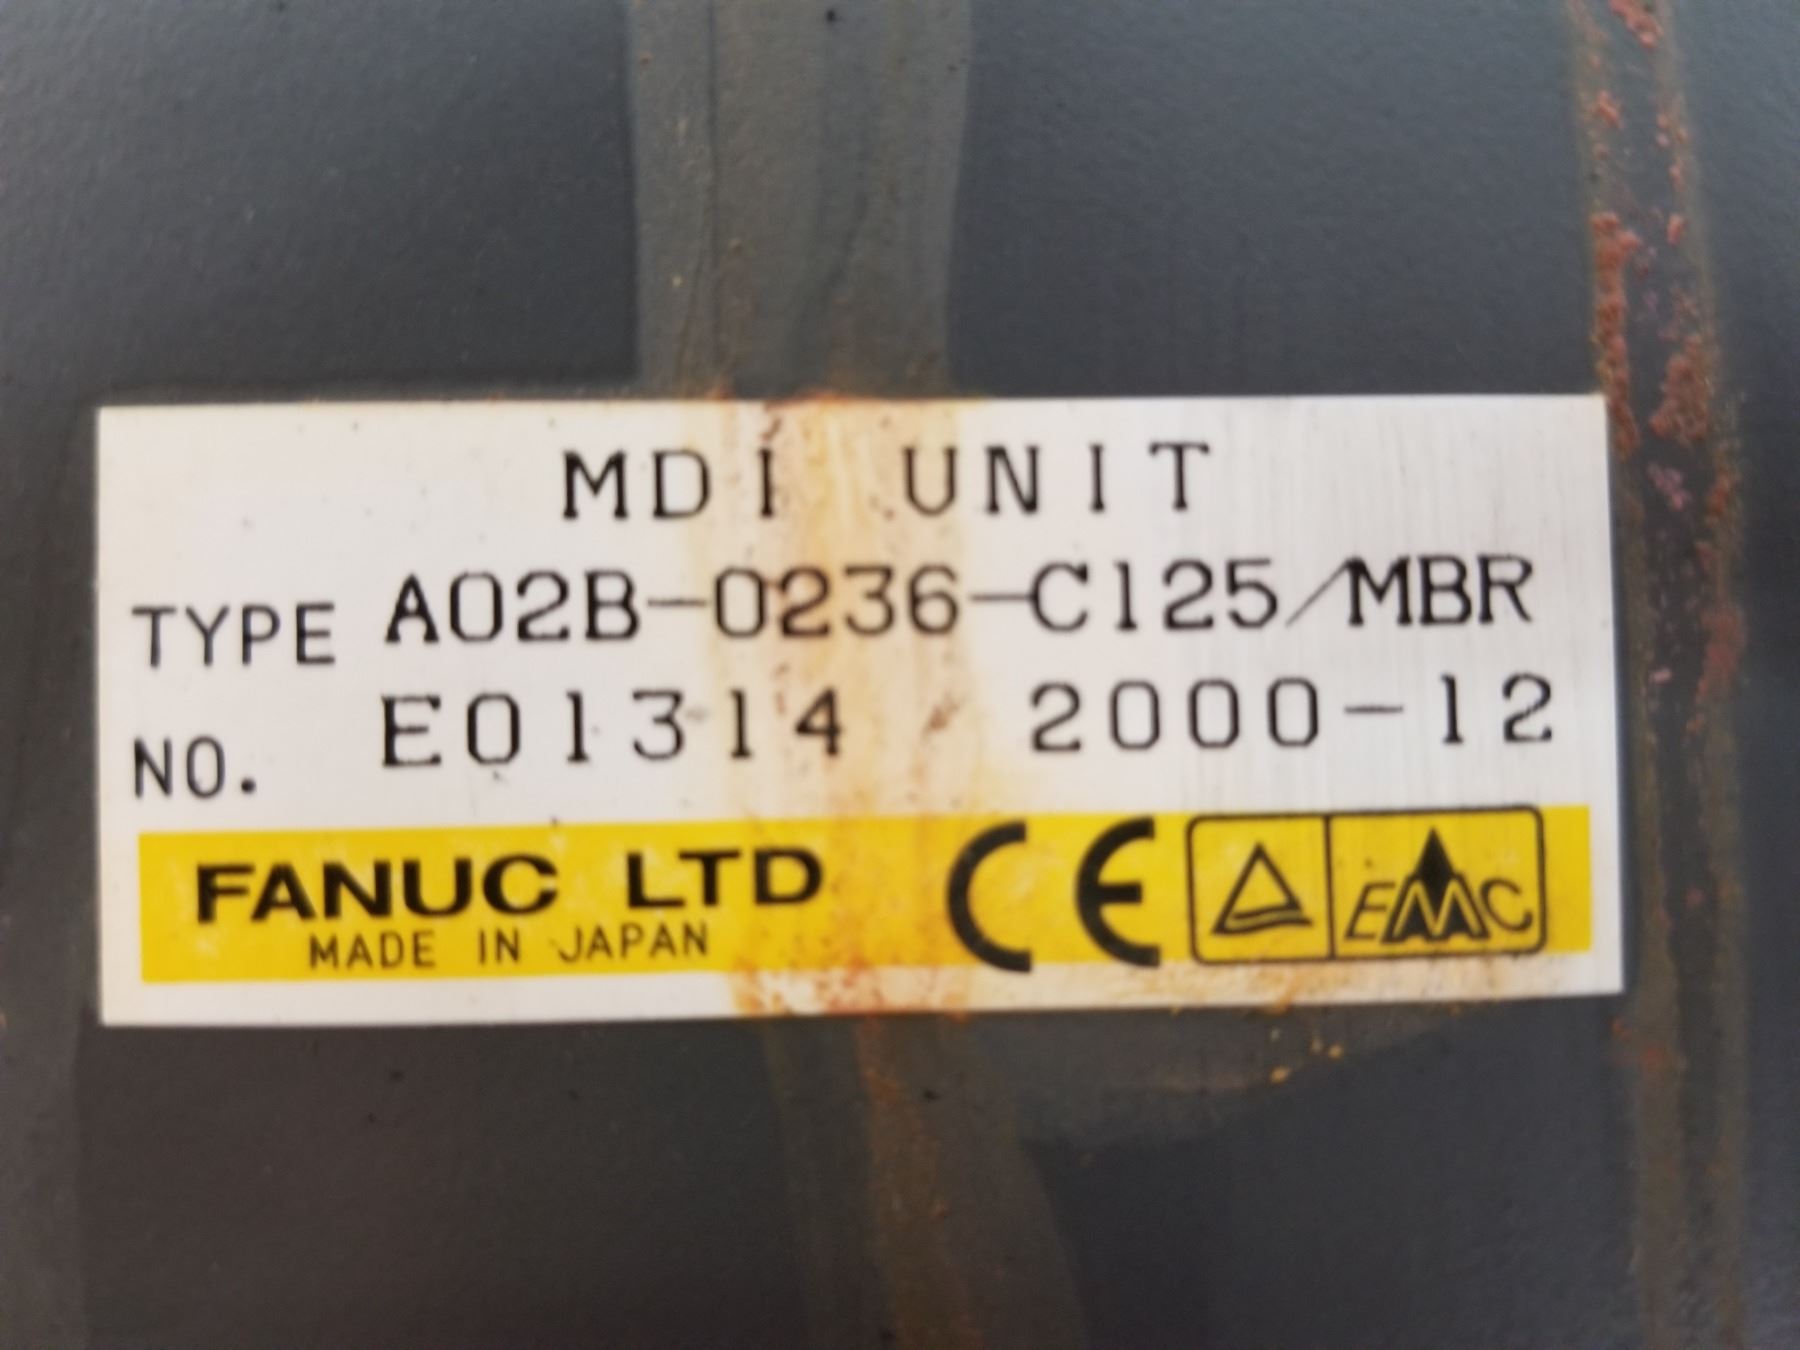 MDI UNIT
TYPE A02B-0236-C125/MBR
NO. E01314 2000-12
FANUC LTD CE EMC
MADE IN JAPAN